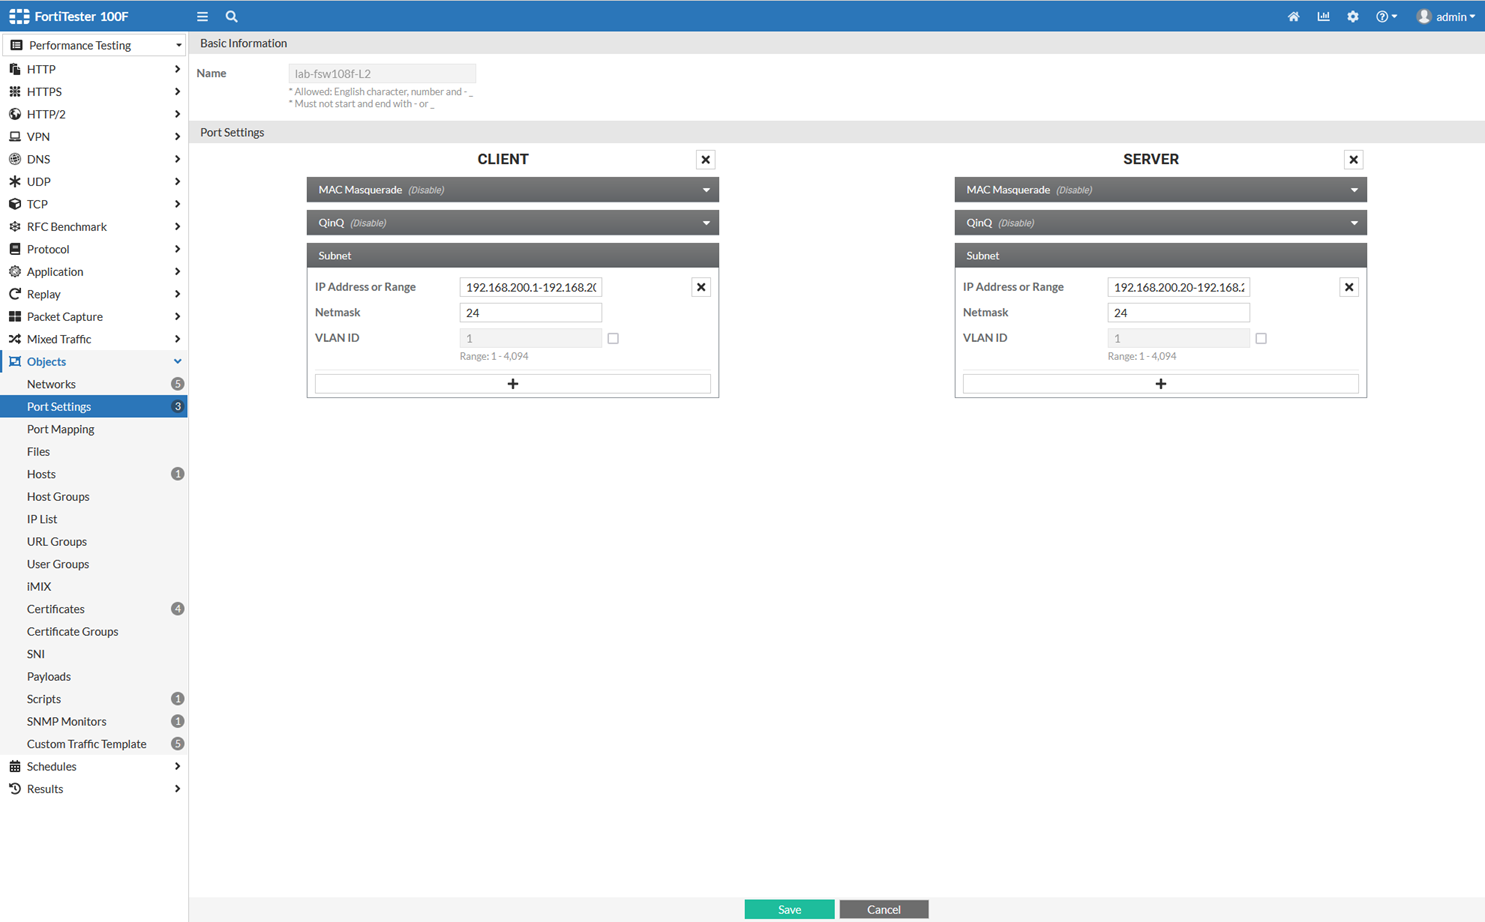 FortiTester 100F
admin
Performance Testing
HTTP
HTTPS
HTTP/2
VPN
DNS
UDP
TCP
RFC Benchmark
Protocol
Application
Replay
Packet Capture
Mixed Traffic
Objects
Networks 5
Port Settings 3
Port Mapping
Files
Hosts 1
Host Groups
IP List
URL Groups
User Groups
iMIX
Certificates 4
Certificate Groups
SNI
Payloads
Scripts 1
SNMP Monitors 1
Custom Traffic Template 5
Schedules
Results
Basic Information
Name lab-fsw108f-L2
* Allowed: English character, number and - _
* Must not start and end with - or _
Port Settings
CLIENT
MAC Masquerade (Disable)
QinQ (Disable)
Subnet
IP Address or Range 192.168.200.1-192.168.20
Netmask 24
VLAN ID 1
Range: 1 - 4,094
SERVER
MAC Masquerade (Disable)
QinQ (Disable)
Subnet
IP Address or Range 192.168.200.20-192.168.2
Netmask 24
VLAN ID 1
Range: 1 - 4,094
Save Cancel